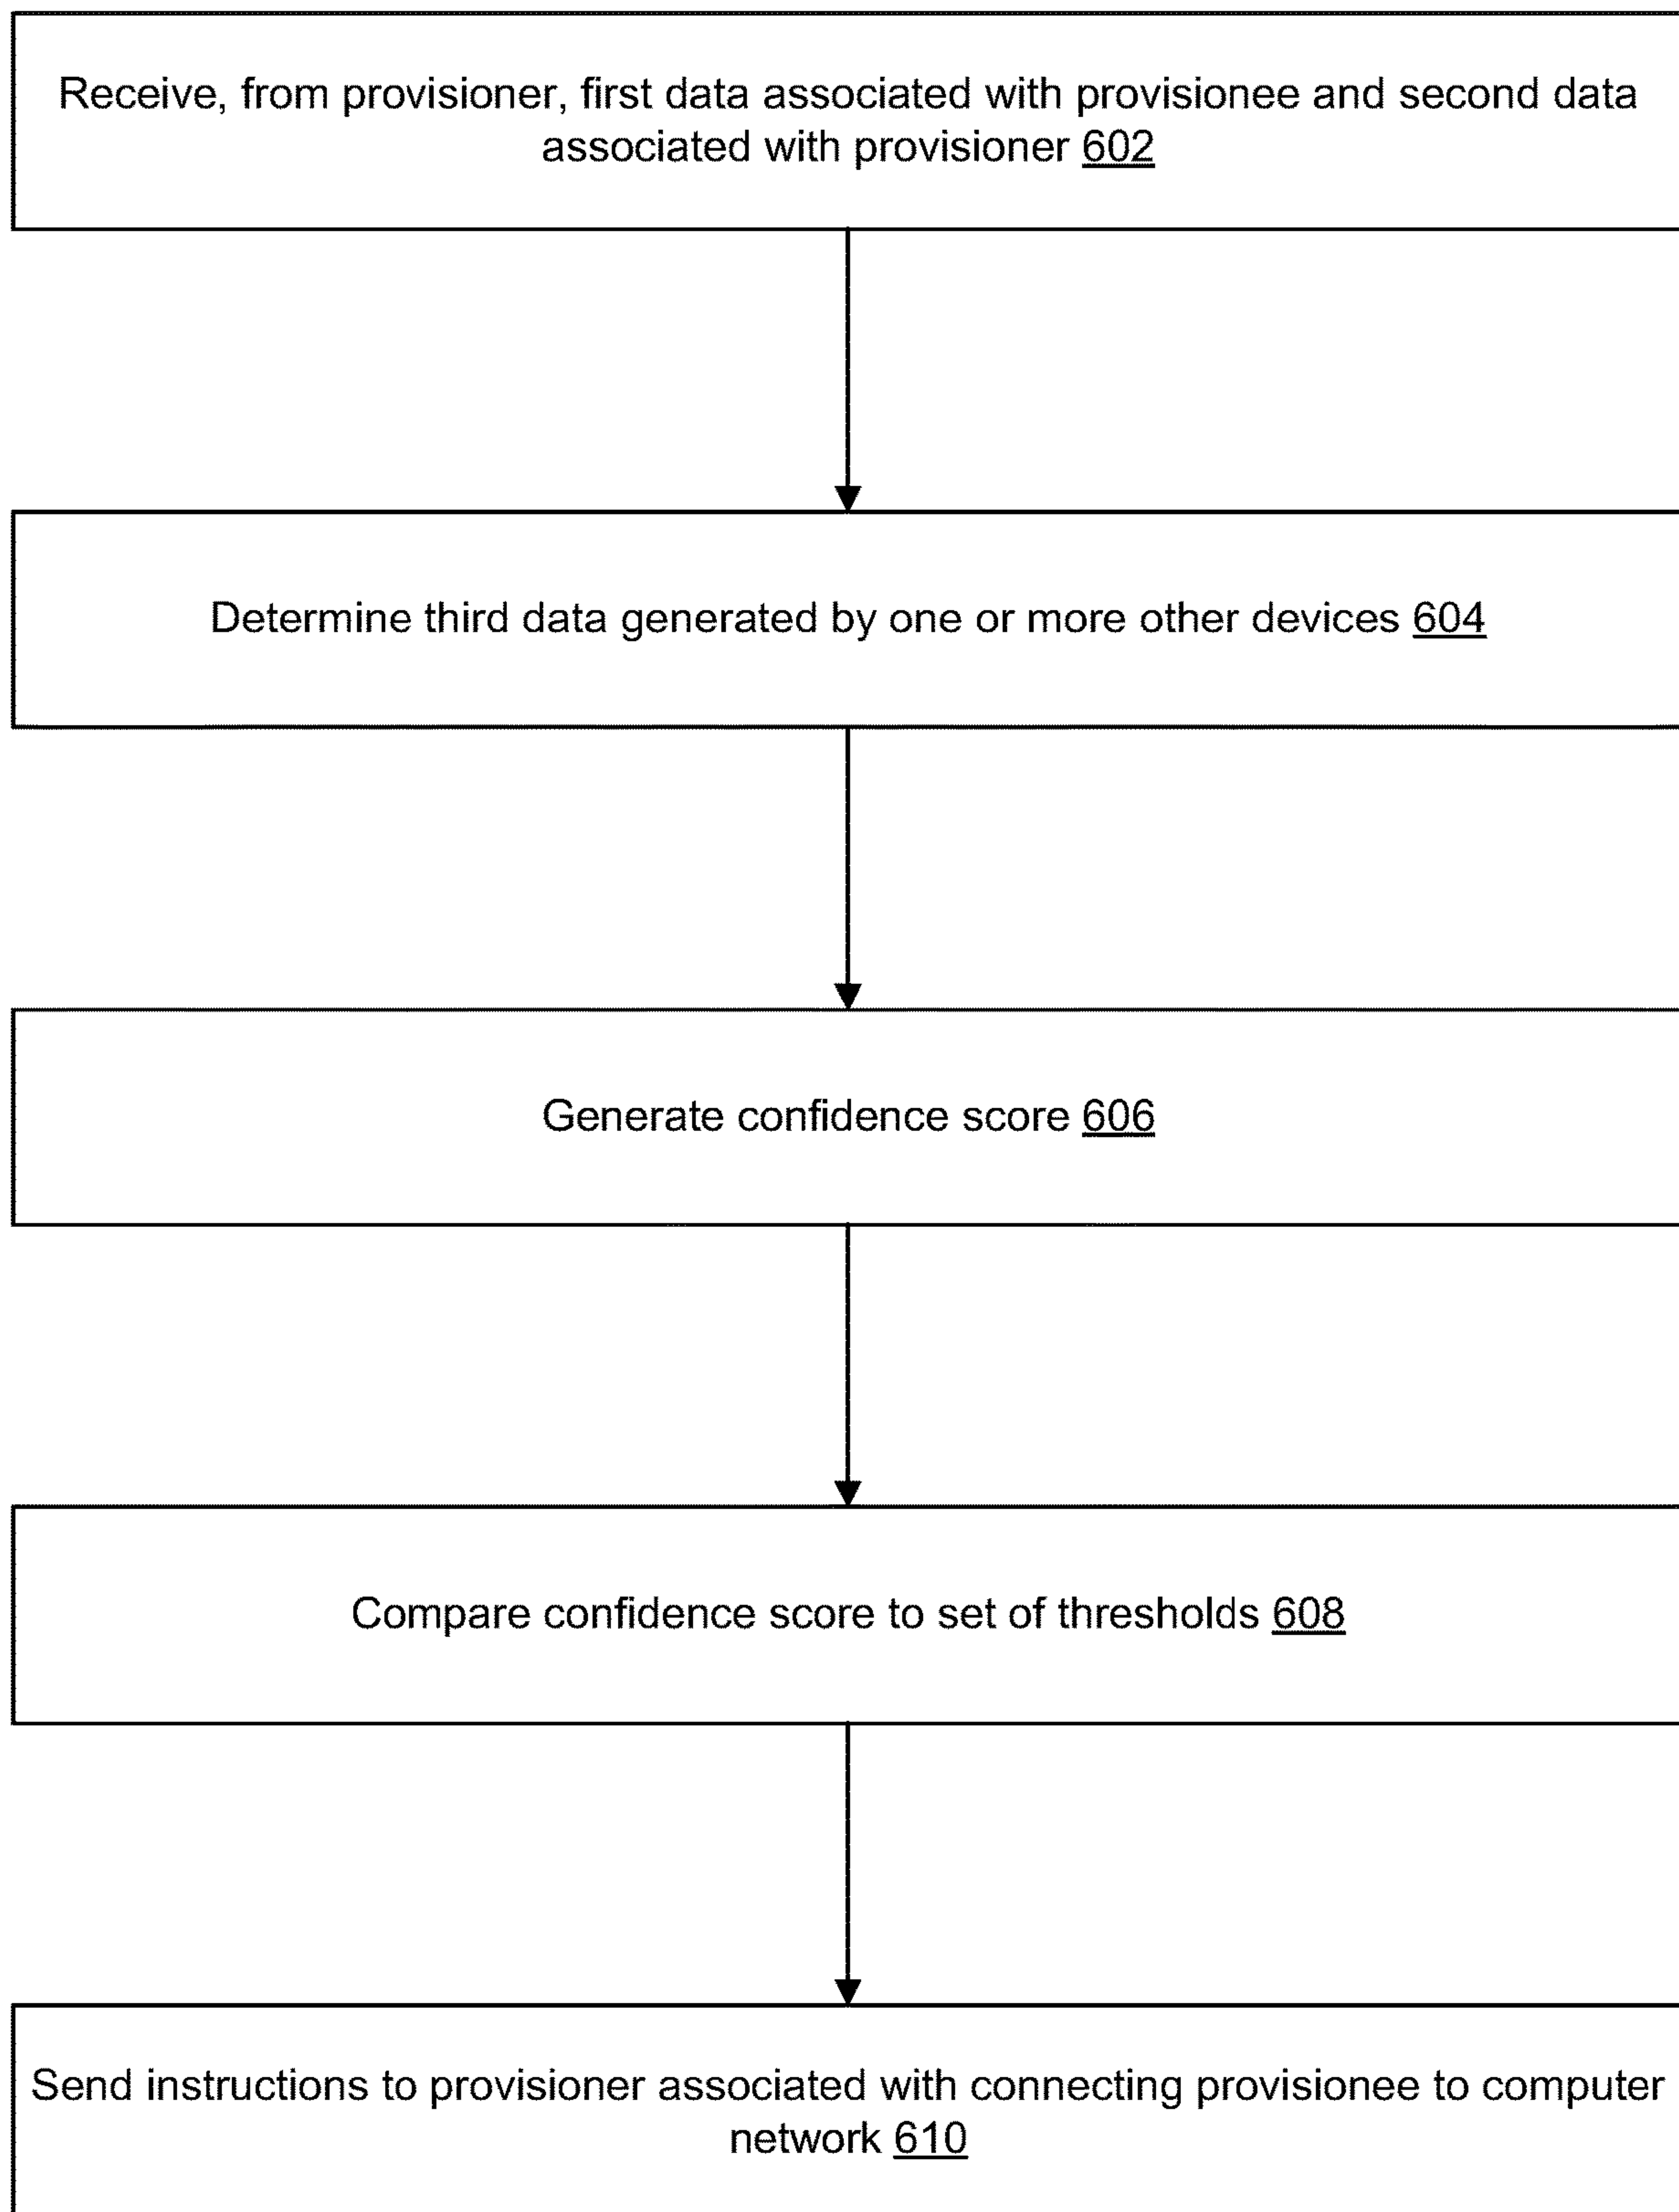 Receive, from provisioner, first data associated with provisionee and second data
associated with provisioner 602
Determine third data generated by one or more other devices 604
Generate confidence score 606
Compare confidence score to set of thresholds 608
Send instructions to provisioner associated with connecting provisionee to computer
network 610